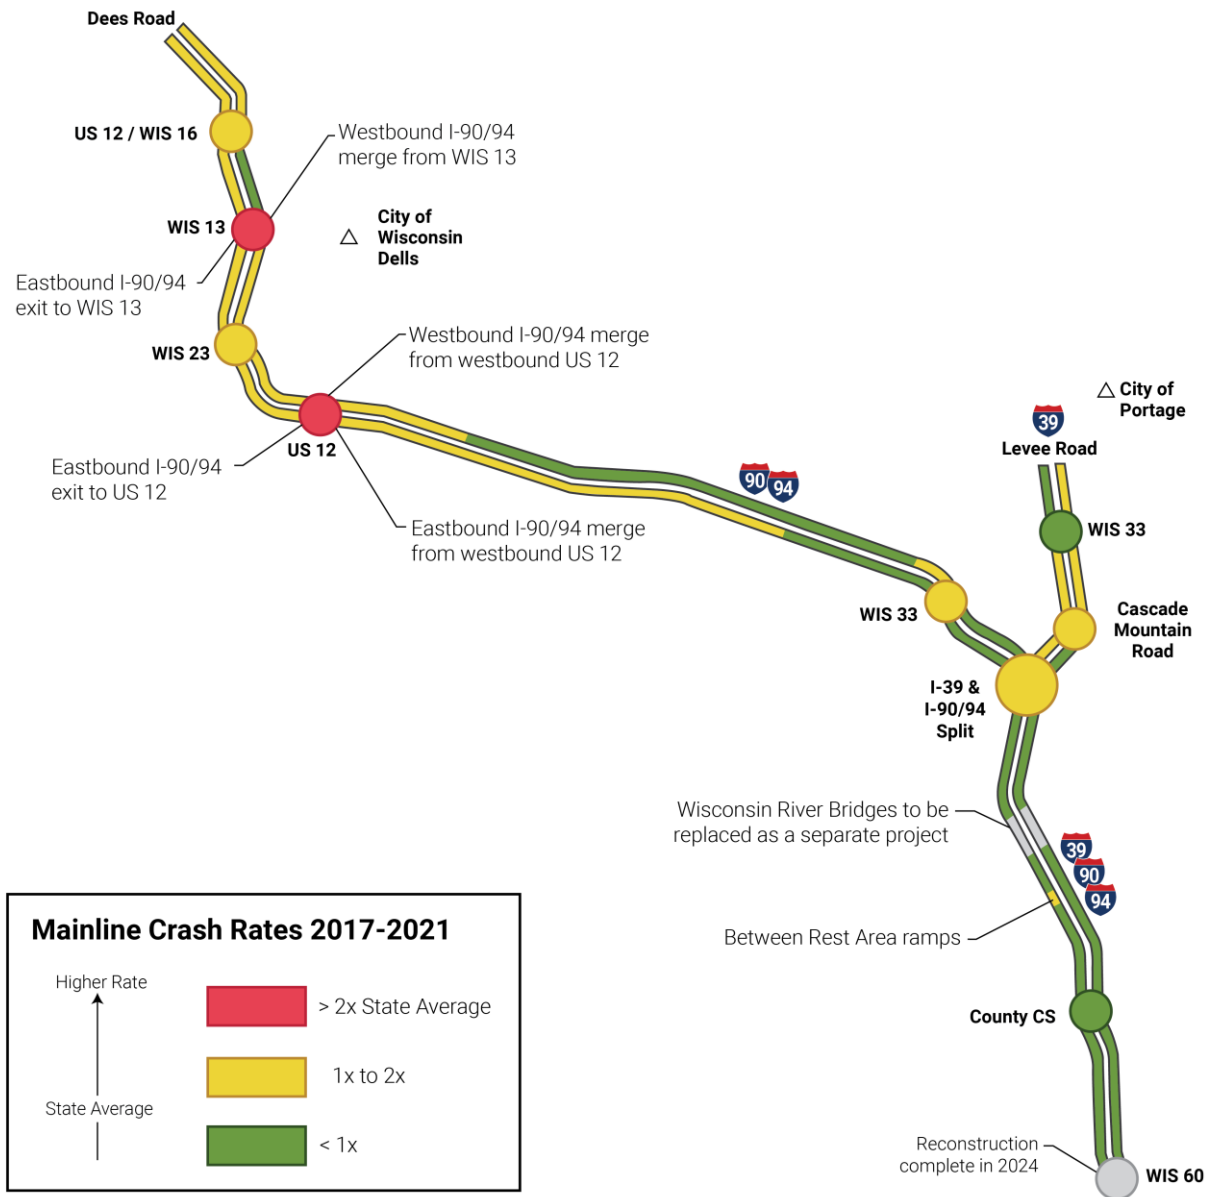 Dees Road
US 12 / WIS 16
Westbound I-90/94
merge from WIS 13
WIS 13
City of
Wisconsin
Dells
Eastbound I-90/94
exit to WIS 13
WIS 23
Westbound I-90/94 merge
from westbound US 12
US 12
Eastbound I-90/94
exit to US 12
Eastbound I-90/94 merge
from westbound US 12
90
94
City of
Portage
39
Levee Road
WIS 33
WIS 33
Cascade
Mountain
Road
I-39 &
I-90/94
Split
Wisconsin River Bridges to be
replaced as a separate project
39
90
94
Between Rest Area ramps
County CS
Reconstruction
complete in 2024
WIS 60
Mainline Crash Rates 2017-2021
Higher Rate
State Average
> 2x State Average
1x to 2x
< 1x